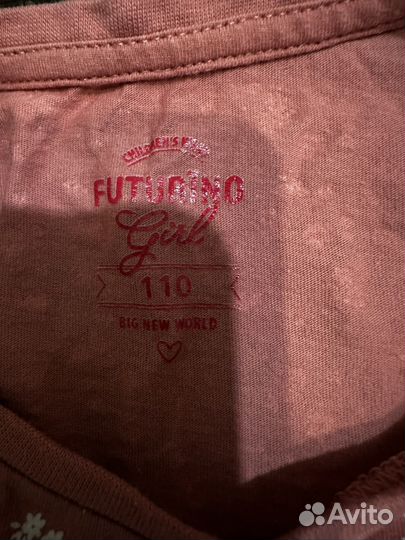 CHILDREN'S
FUTURINO
Girl
110
BIG NEW WORLD
Avito